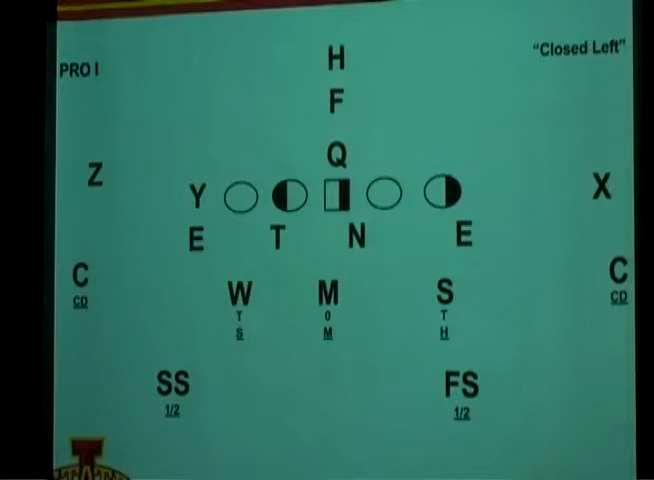 H
"Closed Left"
PRO I
F
Q
Z
Y
X
E T N E
C C
CD CD
W M S
T 0 T
S M H
SS FS
1/2 1/2